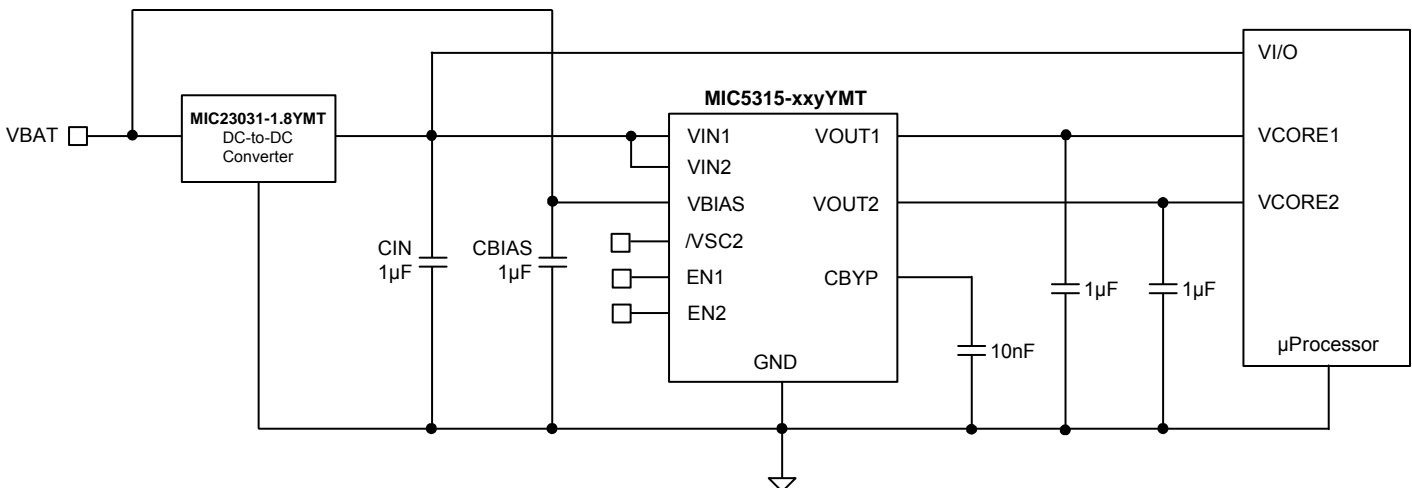 VBAT
MIC23031-1.8YMT
DC-to-DC
Converter
CIN
1µF
CBIAS
1µF
MIC5315-xxyYMT
VIN1
VIN2
VBIAS
/VSC2
EN1
EN2
VOUT1
VOUT2
CBYP
GND
10nF
1µF
1µF
VI/O
VCORE1
VCORE2
µProcessor